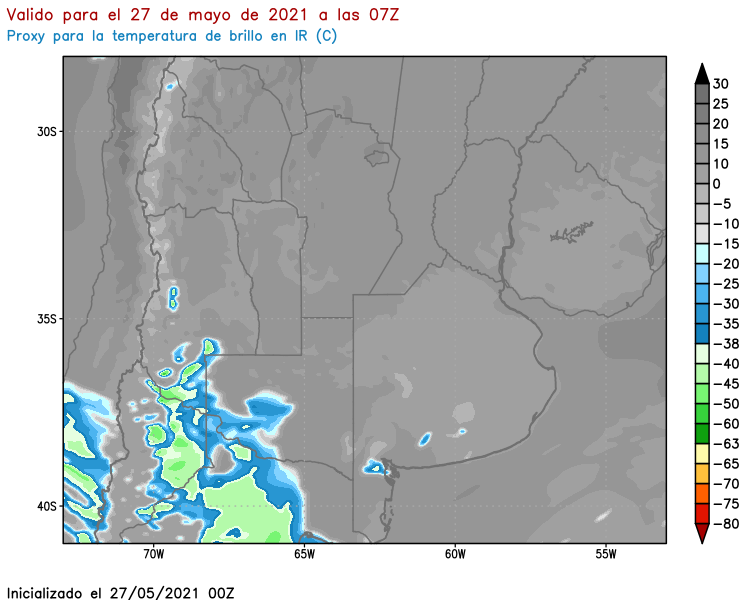 Valido para el 27 de mayo de 2021 a las 07Z
Proxy para la temperatura de brillo en IR (C)
30S
35S
40S
70W
65W
60W
55W
30
25
20
15
10
0
-5
-10
-15
-20
-25
-30
-35
-38
-40
-45
-50
-60
-63
-65
-70
-75
-80
Inicializado el 27/05/2021 00Z